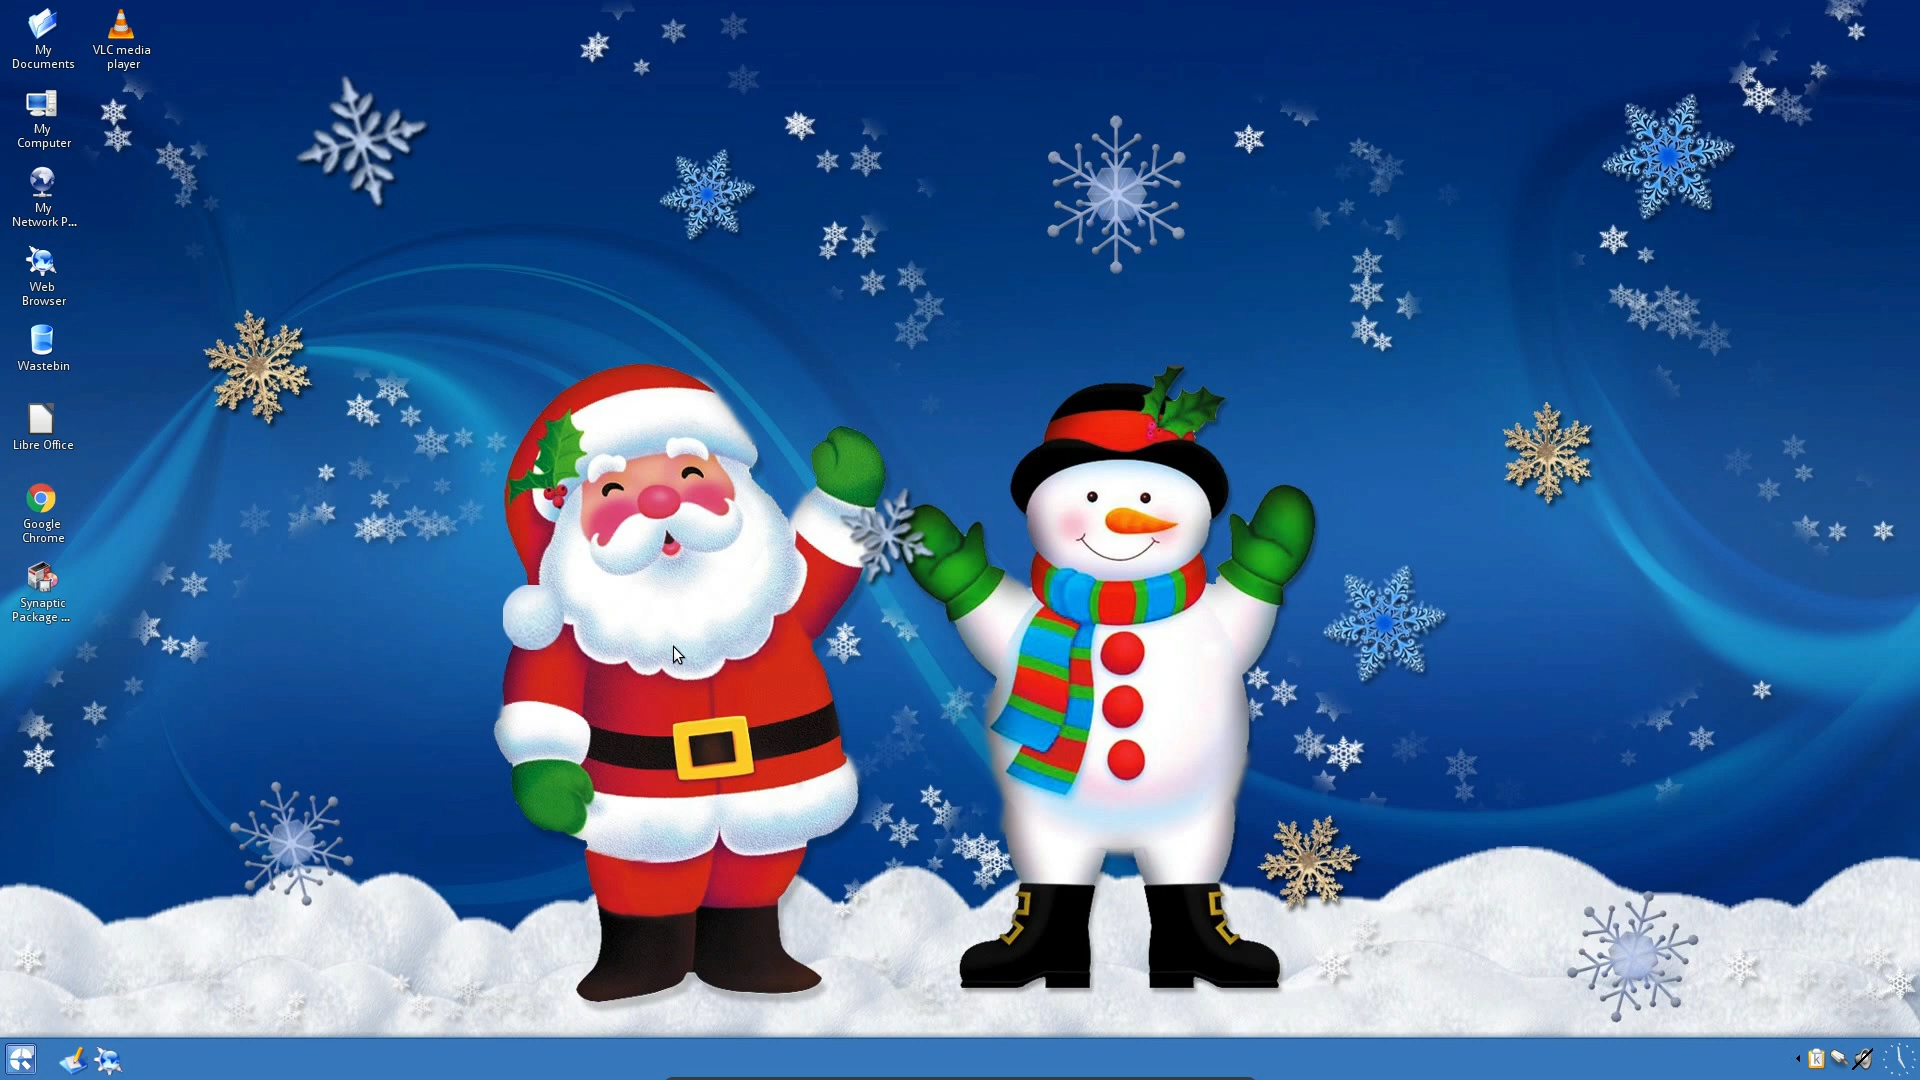 My
Documents
VLC media
player
My
Computer
My
Network P...
Web
Browser
Wastebin
Libre Office
Google
Chrome
Synaptic
Package ...